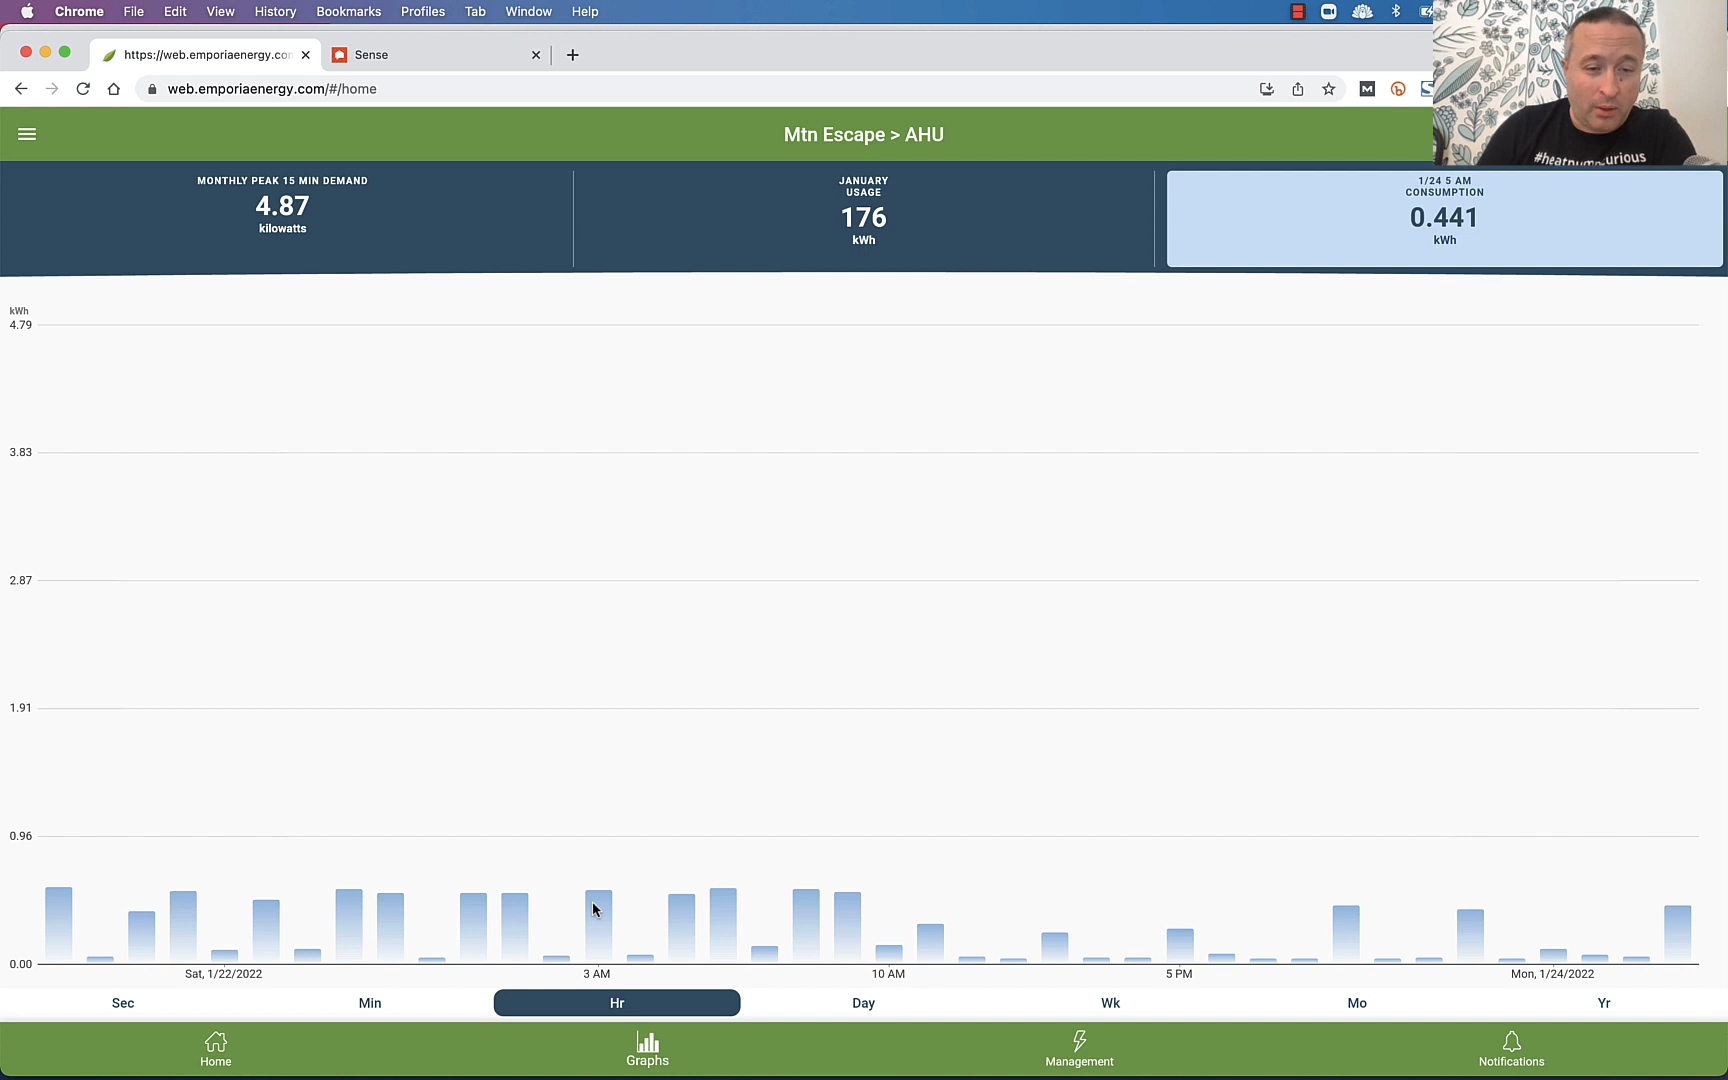 Chrome File Edit View History Bookmarks Profiles Tab Window Help
https://web.emporiaenergy.con
Sense
web.emporiaenergy.com/#/home
Mtn Escape > AHU
MONTHLY PEAK 15 MIN DEMAND
4.87
kilowatts
JANUARY
USAGE
176
kWh
1/24 5 AM
CONSUMPTION
0.441
kWh
kWh
4.79
3.83
2.87
1.91
0.96
0.00
Sat, 1/22/2022 3 AM 10 AM 5 PM Mon, 1/24/2022
Sec Min Hr Day Wk Mo Yr
Home Graphs Management Notifications